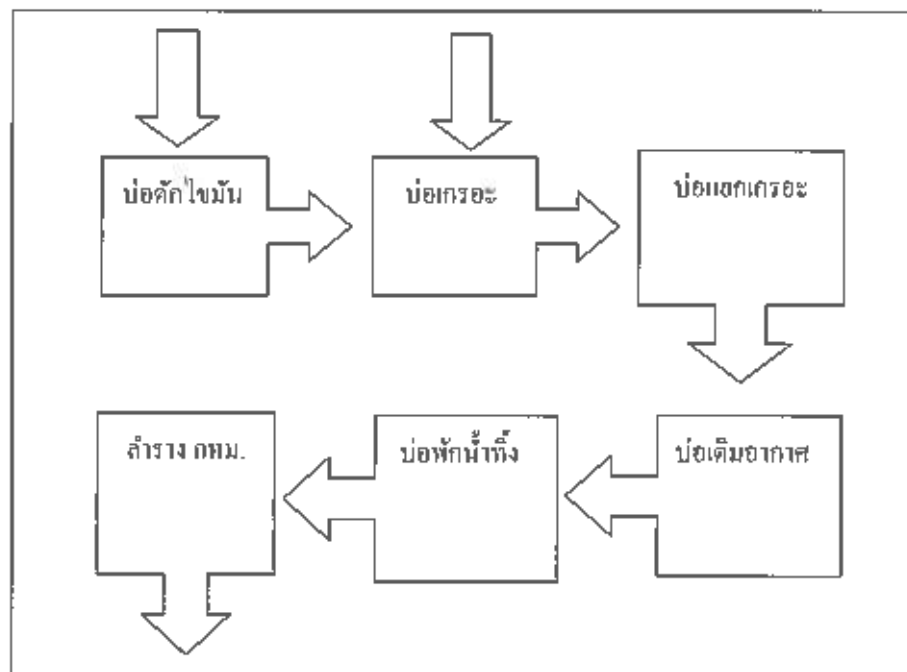 บ่อดักไขมัน
บ่อเกรอะ
บ่อแยกเกรอะ
บ่อเติมอากาศ
บ่อพักน้ำทิ้ง
ลำราง กทม.